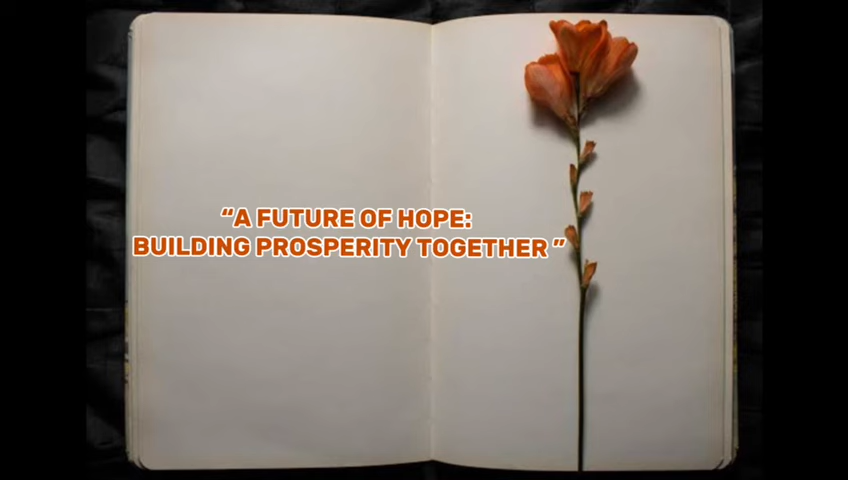 “A FUTURE OF HOPE:
BUILDING PROSPERITY TOGETHER ”